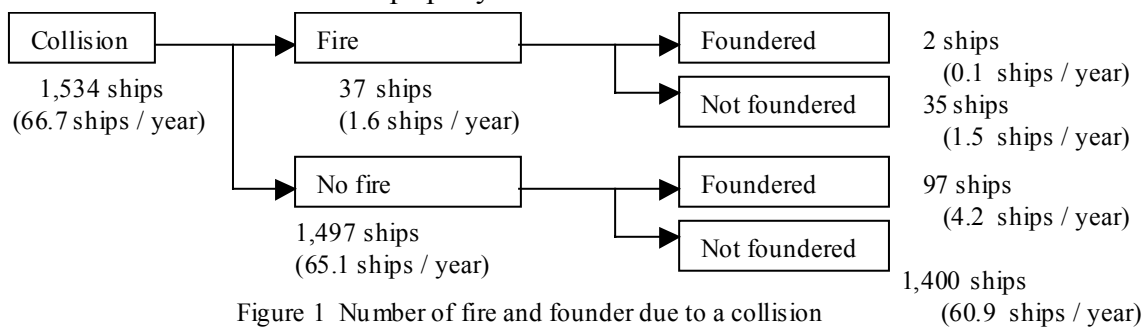 Collision
Fire
Foundered
2 ships
(0.1 ships / year)
1,534 ships
(66.7 ships / year)
37 ships
(1.6 ships / year)
Not foundered
35 ships
(1.5 ships / year)
No fire
Foundered
97 ships
(4.2 ships / year)
1,497 ships
(65.1 ships / year)
Not foundered
1,400 ships
(60.9 ships / year)
Figure 1 Number of fire and founder due to a collision